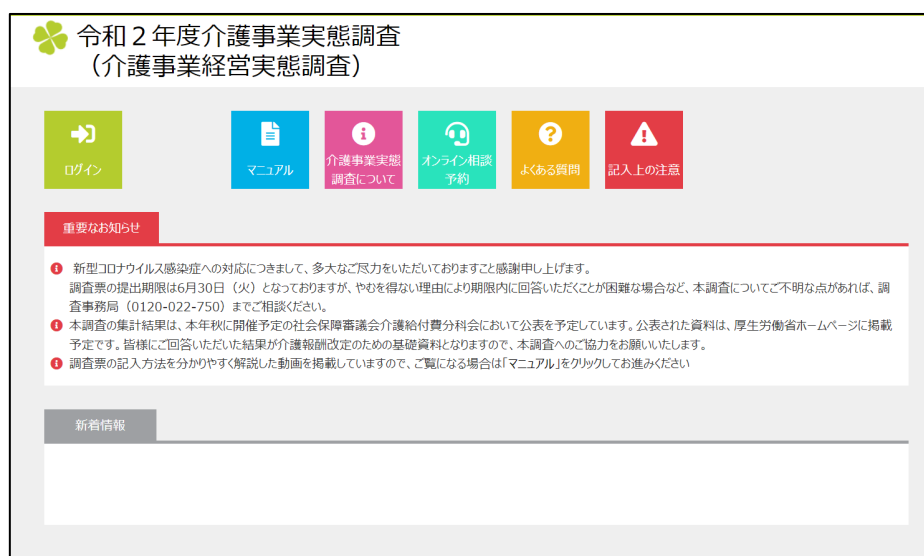 令和２年度介護事業実態調査
（介護事業経営実態調査）
ログイン
マニュアル
介護事業実態
調査について
オンライン相談
予約
よくある質問
記入上の注意
重要なお知らせ
新型コロナウイルス感染症への対応につきまして、多大なご尽力をいただいておりますこと感謝申し上げます。
調査票の提出期限は6月30日（火）となっておりますが、やむを得ない理由により期限内に回答いただくことが困難な場合など、本調査についてご不明な点があれば、調
査事務局（0120-022-750）までご相談ください。
本調査の集計結果は、本年秋に開催予定の社会保障審議会介護給付費分科会において公表を予定しています。公表された資料は、厚生労働省ホームページに掲載
予定です。皆様にご回答いただいた結果が介護報酬改定のための基礎資料となりますので、本調査へのご協力をお願いいたします。
調査票の記入方法を分かりやすく解説した動画を掲載していますので、ご覧になる場合は「マニュアル」をクリックしてお進みください
新着情報